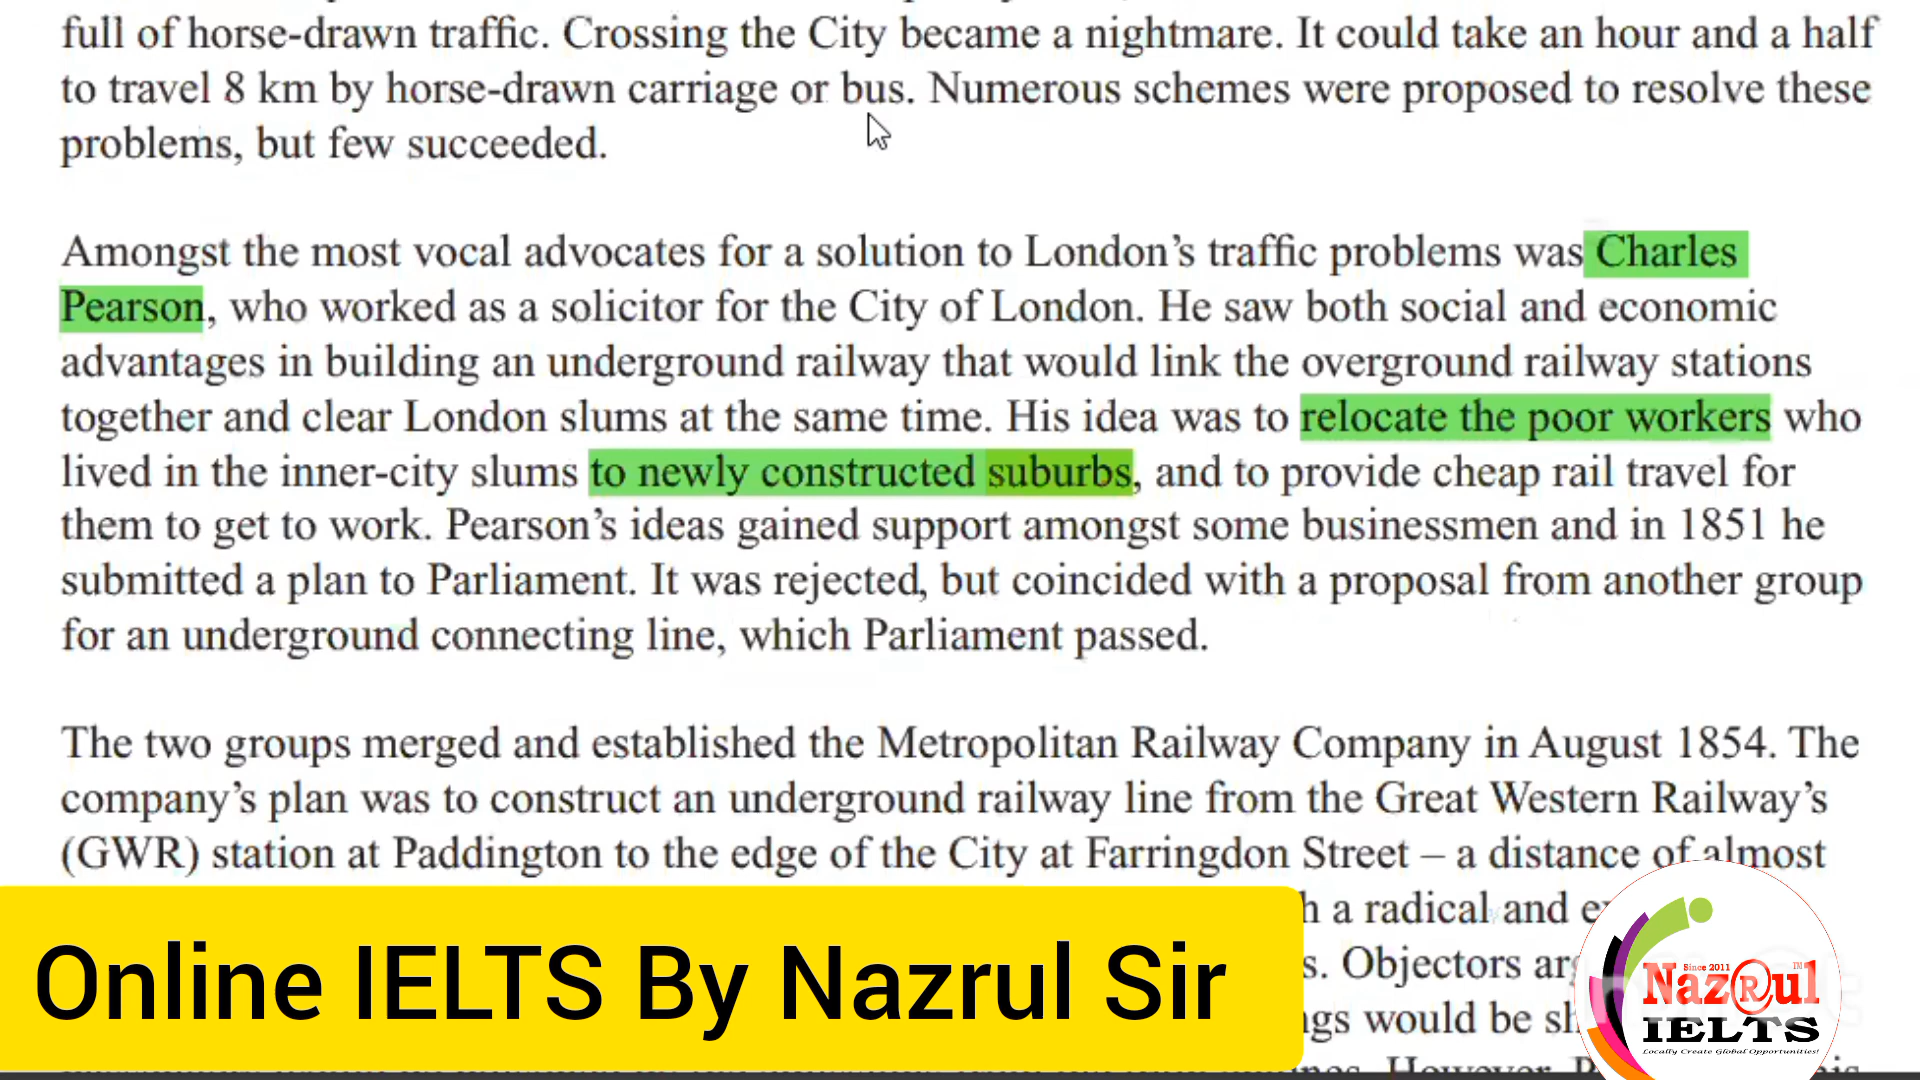 full of horse-drawn traffic. Crossing the City became a nightmare. It could take an hour and a half
to travel 8 km by horse-drawn carriage or bus. Numerous schemes were proposed to resolve these
problems, but few succeeded.
Amongst the most vocal advocates for a solution to London’s traffic problems was Charles
Pearson, who worked as a solicitor for the City of London. He saw both social and economic
advantages in building an underground railway that would link the overground railway stations
together and clear London slums at the same time. His idea was to relocate the poor workers who
lived in the inner-city slums to newly constructed suburbs, and to provide cheap rail travel for
them to get to work. Pearson’s ideas gained support amongst some businessmen and in 1851 he
submitted a plan to Parliament. It was rejected, but coincided with a proposal from another group
for an underground connecting line, which Parliament passed.
The two groups merged and established the Metropolitan Railway Company in August 1854. The
company’s plan was to construct an underground railway line from the Great Western Railway’s
(GWR) station at Paddington to the edge of the City at Farringdon Street – a distance of almost
a radical and
Objectors
would be
However
Online IELTS By Nazrul Sir
Since 2011 TM
NazRul
IELTS
Locally Create Global Opportunities!